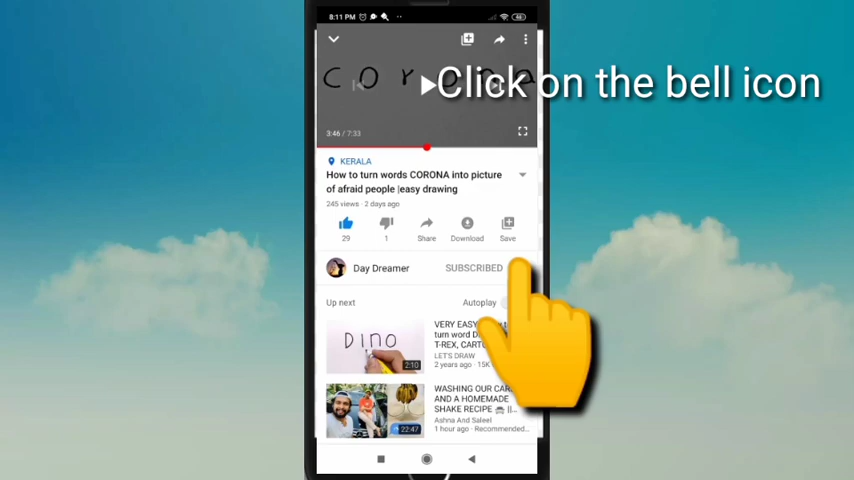 8:11 PM
46
CORONA
Click on the bell icon
3:46 / 7:33
KERALA
How to turn words CORONA into picture
of afraid people |easy drawing
245 views · 2 days ago
29
1
Share
Download
Save
Day Dreamer
SUBSCRIBED
Up next
Autoplay
DINO
2:10
VERY EASY
turn word
T-REX,
LET'S DRAW
2 years ago · 15K
22:47
WASHING OUR
AND A HOMEMADE
SHAKE RECIPE ||...
Ashna And Saleel
1 hour ago · Recommended...